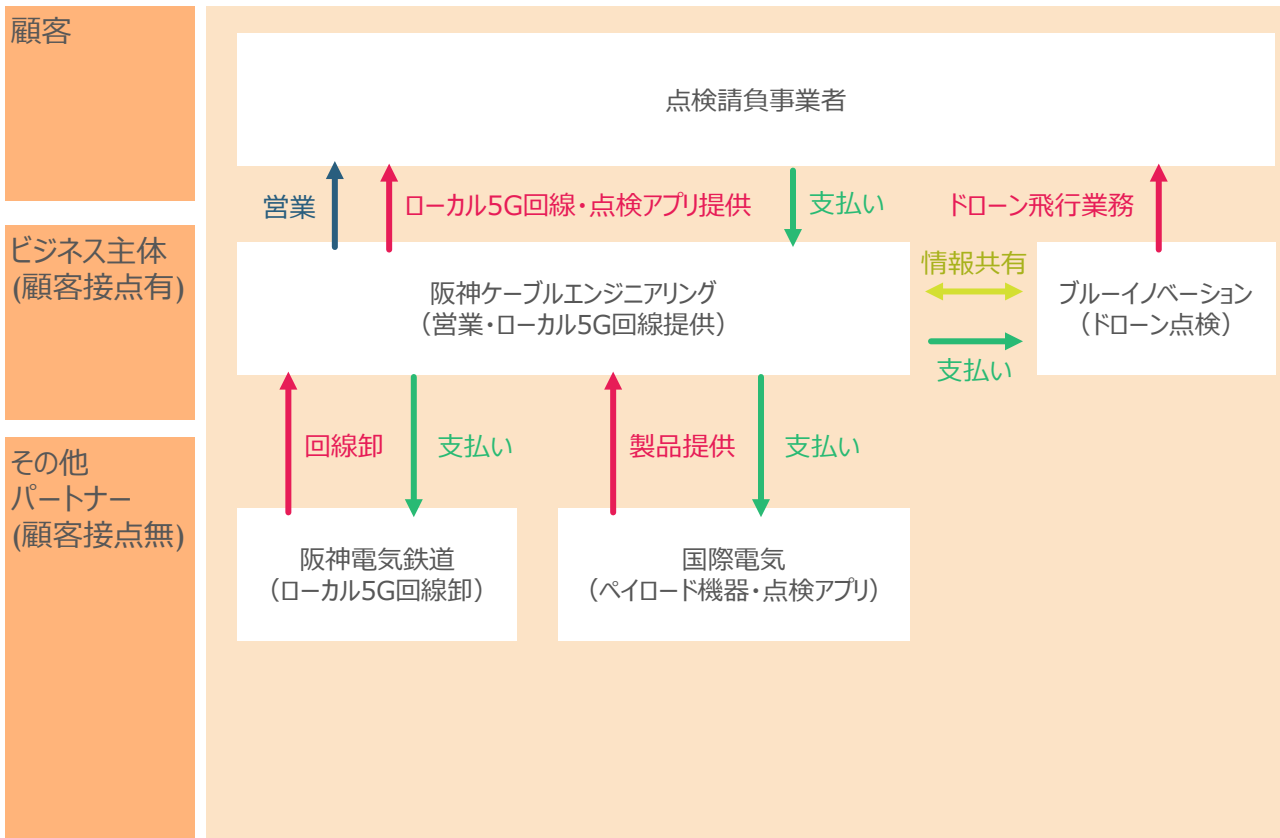 顧客
点検請負事業者
営業
ローカル5G回線・点検アプリ提供
支払い
ドローン飛行業務
ビジネス主体
(顧客接点有)
阪神ケーブルエンジニアリング
（営業・ローカル5G回線提供）
情報共有
支払い
ブルーイノベーション
（ドローン点検）
回線卸
支払い
製品提供
支払い
その他
パートナー
(顧客接点無)
阪神電気鉄道
（ローカル5G回線卸）
国際電気
（ペイロード機器・点検アプリ）